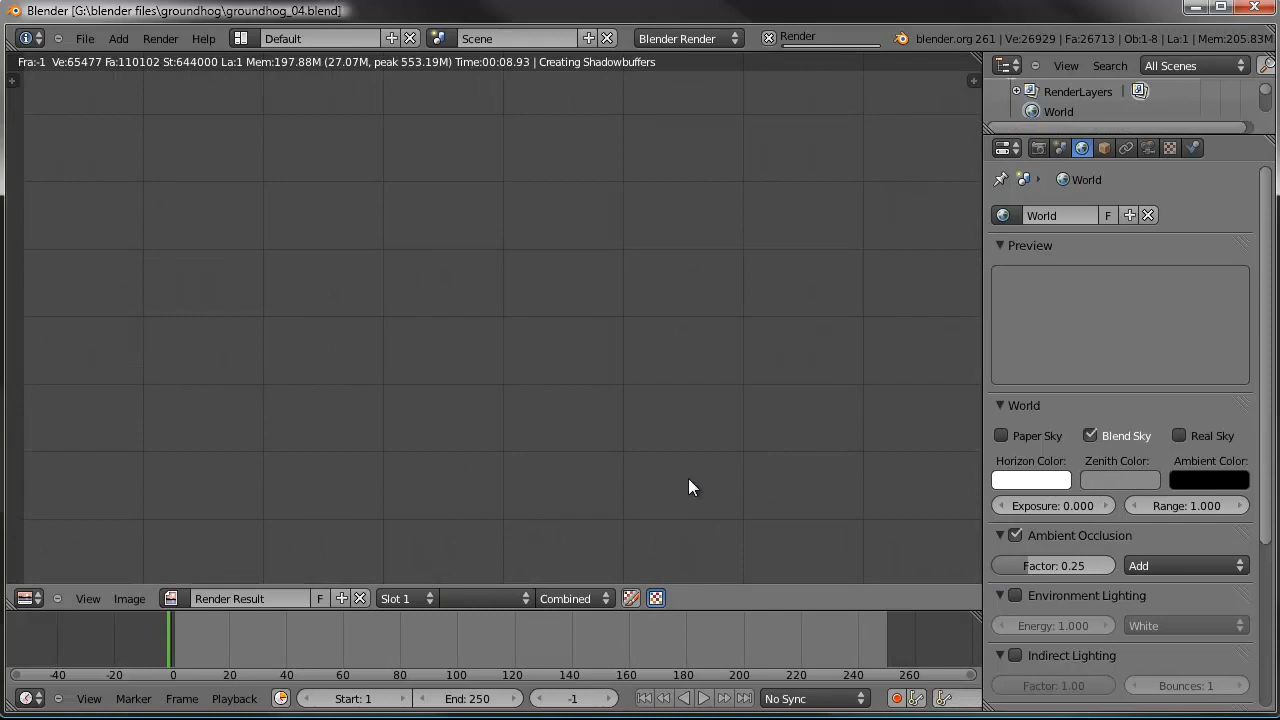 Blender [G:\blender files\groundhog\groundhog_04.blend]
File Add Render Help Default Scene Blender Render Render blender.org 261 | Ve:26929 | Fa:26713 | Ob:1-8 | La:1 | Mem:205.83M
Fra:-1 Ve:65477 Fa:110102 St:644000 La:1 Mem:197.88M (27.07M, peak 553.19M) Time:00:08.93 | Creating Shadowbuffers
View Search All Scenes
RenderLayers
World
World
World F
Preview
World
Paper Sky Blend Sky Real Sky
Horizon Color: Zenith Color: Ambient Color:
Exposure: 0.000 Range: 1.000
Ambient Occlusion
Factor: 0.25 Add
Environment Lighting
Energy: 1.000 White
Indirect Lighting
Factor: 1.00 Bounces: 1
View Image Render Result F Slot 1 Combined
-40 -20 0 20 40 60 80 100 120 140 160 180 200 220 240 260
View Marker Frame Playback Start: 1 End: 250 -1 No Sync